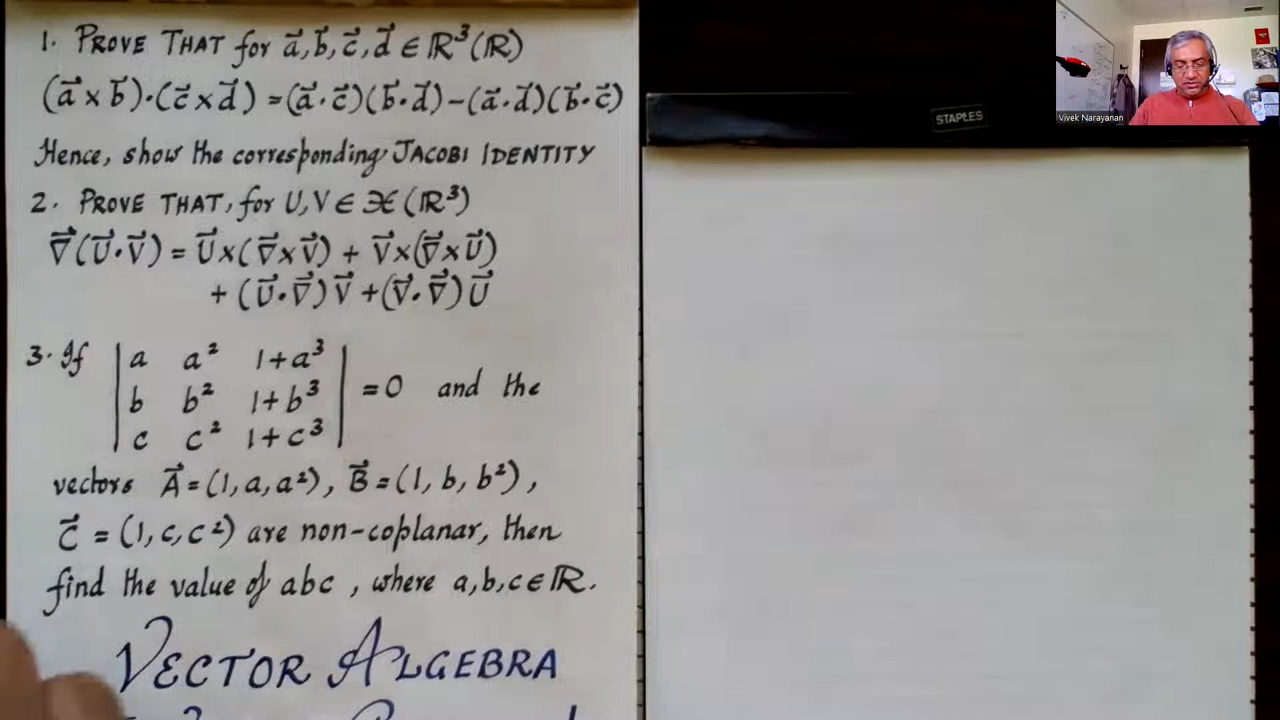 1. PROVE THAT for a⃗, b⃗, c⃗, d⃗ ∈ ℝ³(ℝ)
(a⃗ × b⃗)·(c⃗ × d⃗) = (a⃗·c⃗)(b⃗·d⃗) − (a⃗·d⃗)(b⃗·c⃗)
Hence, show the corresponding JACOBI IDENTITY
2. PROVE THAT, for U, V ∈ 𝔛(ℝ³)
∇⃗(U⃗·V⃗) = U⃗×(∇⃗×V⃗) + V⃗×(∇⃗×U⃗)
+ (U⃗·∇⃗)V⃗ + (V⃗·∇⃗)U⃗
3. If | a a² 1+a³ |
| b b² 1+b³ | = 0 and the
| c c² 1+c³ |
vectors A⃗ = (1, a, a²), B⃗ = (1, b, b²),
C⃗ = (1, c, c²) are non-coplanar, then
find the value of abc, where a, b, c ∈ ℝ.
VECTOR ALGEBRA
STAPLES
Vivek Narayanan